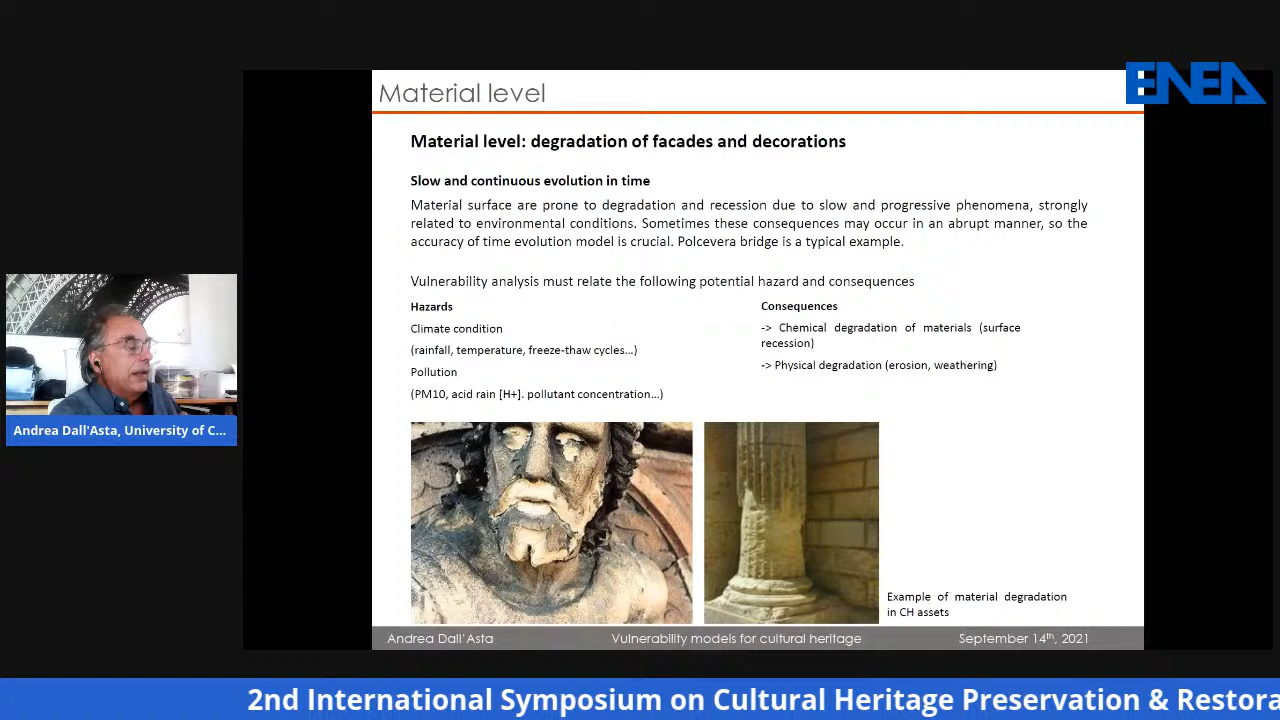 ENEA
Material level
Material level: degradation of facades and decorations
Slow and continuous evolution in time
Material surface are prone to degradation and recession due to slow and progressive phenomena, strongly
related to environmental conditions. Sometimes these consequences may occur in an abrupt manner, so the
accuracy of time evolution model is crucial. Polcevera bridge is a typical example.
Vulnerability analysis must relate the following potential hazard and consequences
Hazards
Climate condition
(rainfall, temperature, freeze-thaw cycles…)
Pollution
(PM10, acid rain [H+]. pollutant concentration…)
Consequences
-> Chemical degradation of materials (surface
recession)
-> Physical degradation (erosion, weathering)
Example of material degradation
in CH assets
Andrea Dall'Asta, University of C...
Andrea Dall’Asta Vulnerability models for cultural heritage September 14th, 2021
2nd International Symposium on Cultural Heritage Preservation & Restora